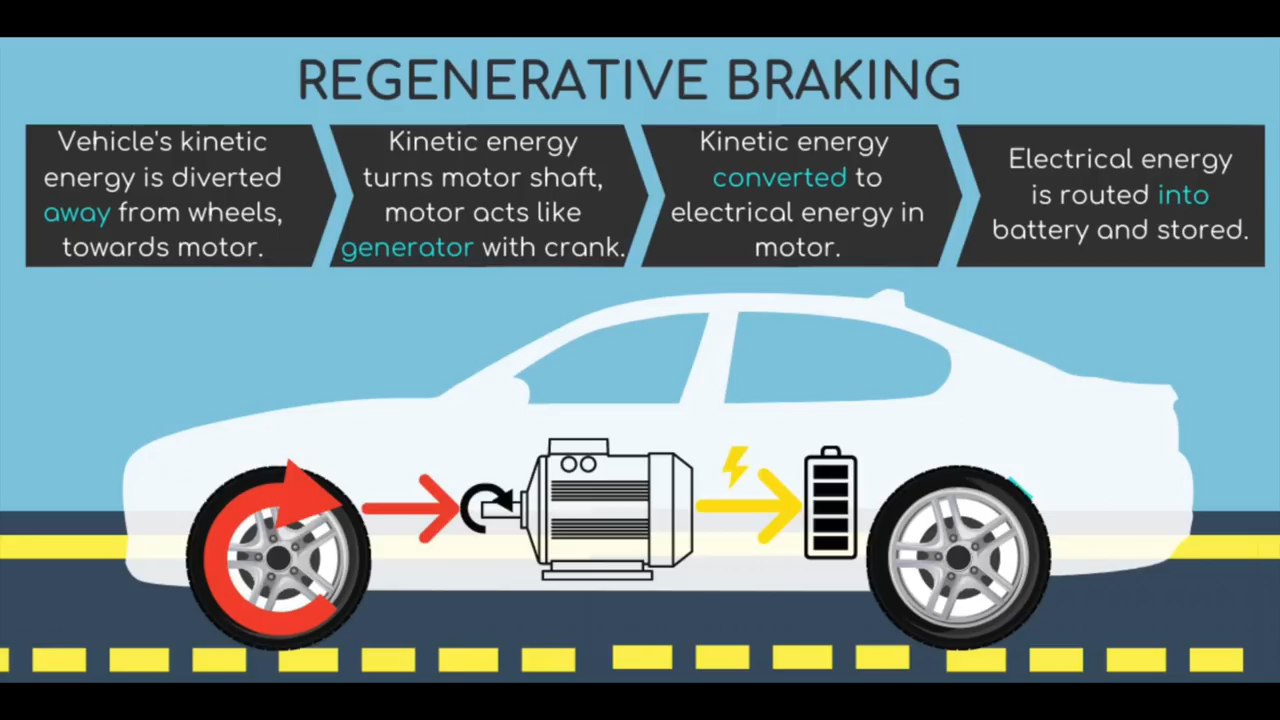 REGENERATIVE BRAKING
Vehicle's kinetic
energy is diverted
away from wheels,
towards motor.
Kinetic energy
turns motor shaft,
motor acts like
generator with crank.
Kinetic energy
converted to
electrical energy in
motor.
Electrical energy
is routed into
battery and stored.